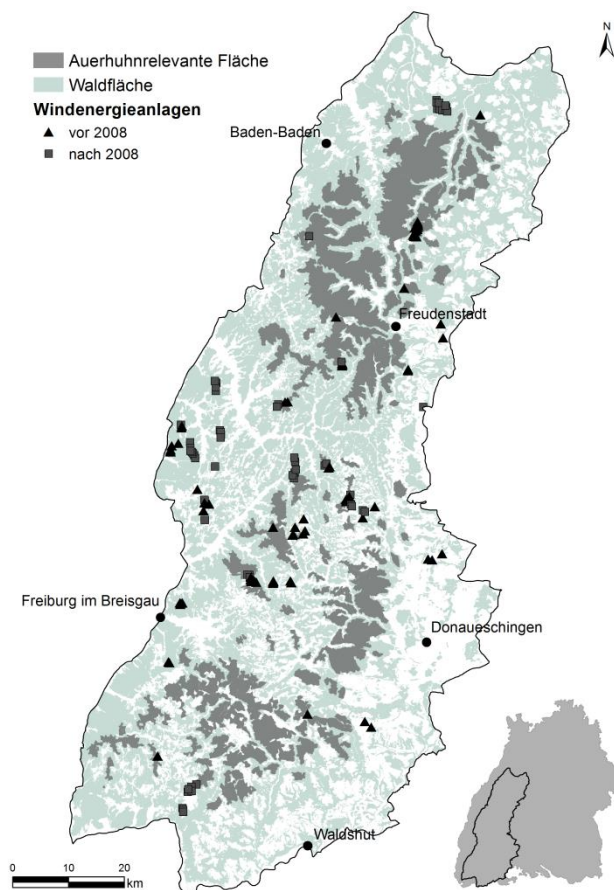 Auerhuhnrelevante Fläche
Waldfläche
Windenergieanlagen
vor 2008
nach 2008
N
Baden-Baden
Freudenstadt
Freiburg im Breisgau
Donaueschingen
Waldshut
0 10 20
km